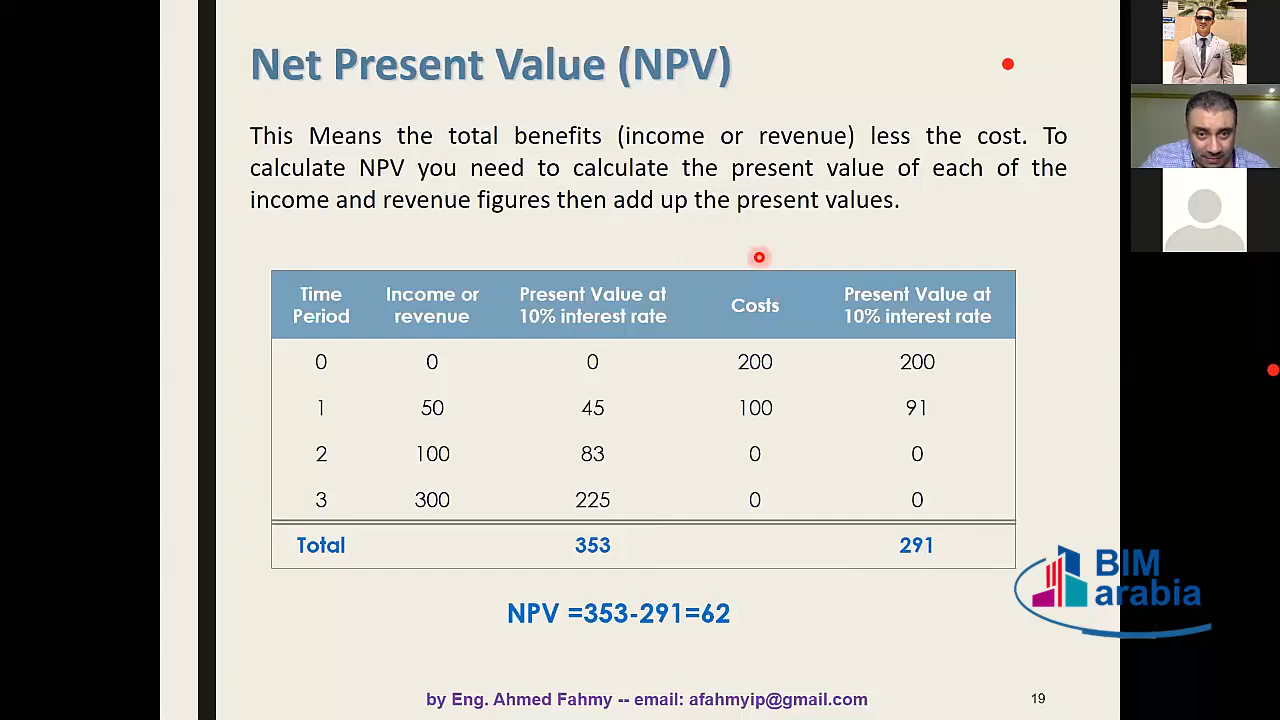 Net Present Value (NPV)
This Means the total benefits (income or revenue) less the cost. To
calculate NPV you need to calculate the present value of each of the
income and revenue figures then add up the present values.
Time Period Income or revenue Present Value at 10% interest rate Costs Present Value at 10% interest rate
0 0 0 200 200
1 50 45 100 91
2 100 83 0 0
3 300 225 0 0
Total 353 291
NPV =353-291=62
BIM
arabia
by Eng. Ahmed Fahmy -- email: afahmyip@gmail.com
19